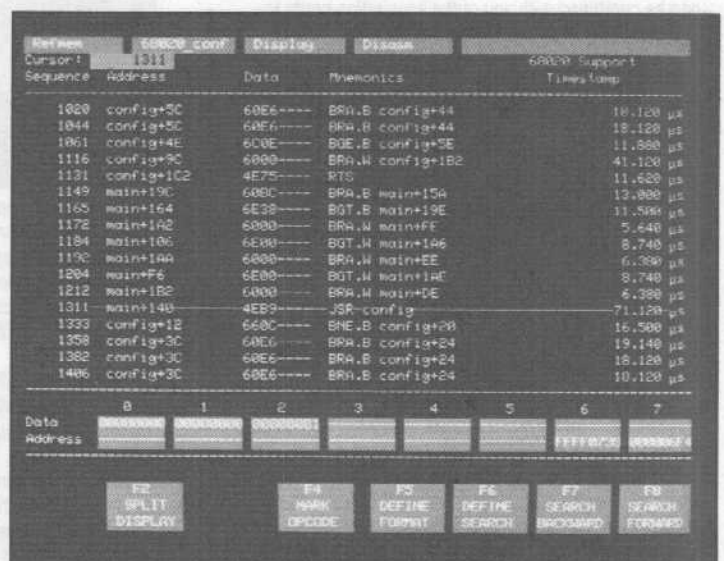 Refmem 68020_conf Display Disasm
Cursor: 1311 68020 Support
Sequence Address Data Mnemonics Timestamp
1020 config+5C 60E6---- BRA.B config+44 18.120 µs
1044 config+5C 60E6---- BRA.B config+44 18.120 µs
1061 config+4E 6C0E---- BGE.B config+5E 11.880 µs
1116 config+9C 6000---- BRA.W config+1B2 41.120 µs
1131 config+1C2 4E75---- RTS 11.620 µs
1149 main+19C 60BC---- BRA.B main+15A 13.000 µs
1165 main+164 6E38---- BGT.B main+19E 11.500 µs
1172 main+1A2 6000---- BRA.W main+FE 5.640 µs
1184 main+106 6E00---- BGT.W main+1A6 8.740 µs
1192 main+1AA 6000---- BRA.W main+EE 6.380 µs
1204 main+F6 6E00---- BGT.W main+1AE 8.740 µs
1212 main+1B2 6000---- BRA.W main+DE 6.380 µs
1311 main+140 4EB9---- JSR config 71.120 µs
1333 config+12 660C---- BNE.B config+20 16.500 µs
1358 config+3C 60E6---- BRA.B config+24 19.140 µs
1382 config+3C 60E6---- BRA.B config+24 18.120 µs
1406 config+3C 60E6---- BRA.B config+24 18.120 µs
0 1 2 3 4 5 6 7
Data 00000000 00000000 00000001
Address
F2 F4 F5 F6 F7 F8
SPLIT MARK DEFINE DEFINE SEARCH SEARCH
DISPLAY OPCODE FORMAT SEARCH BACKWARD FORWARD